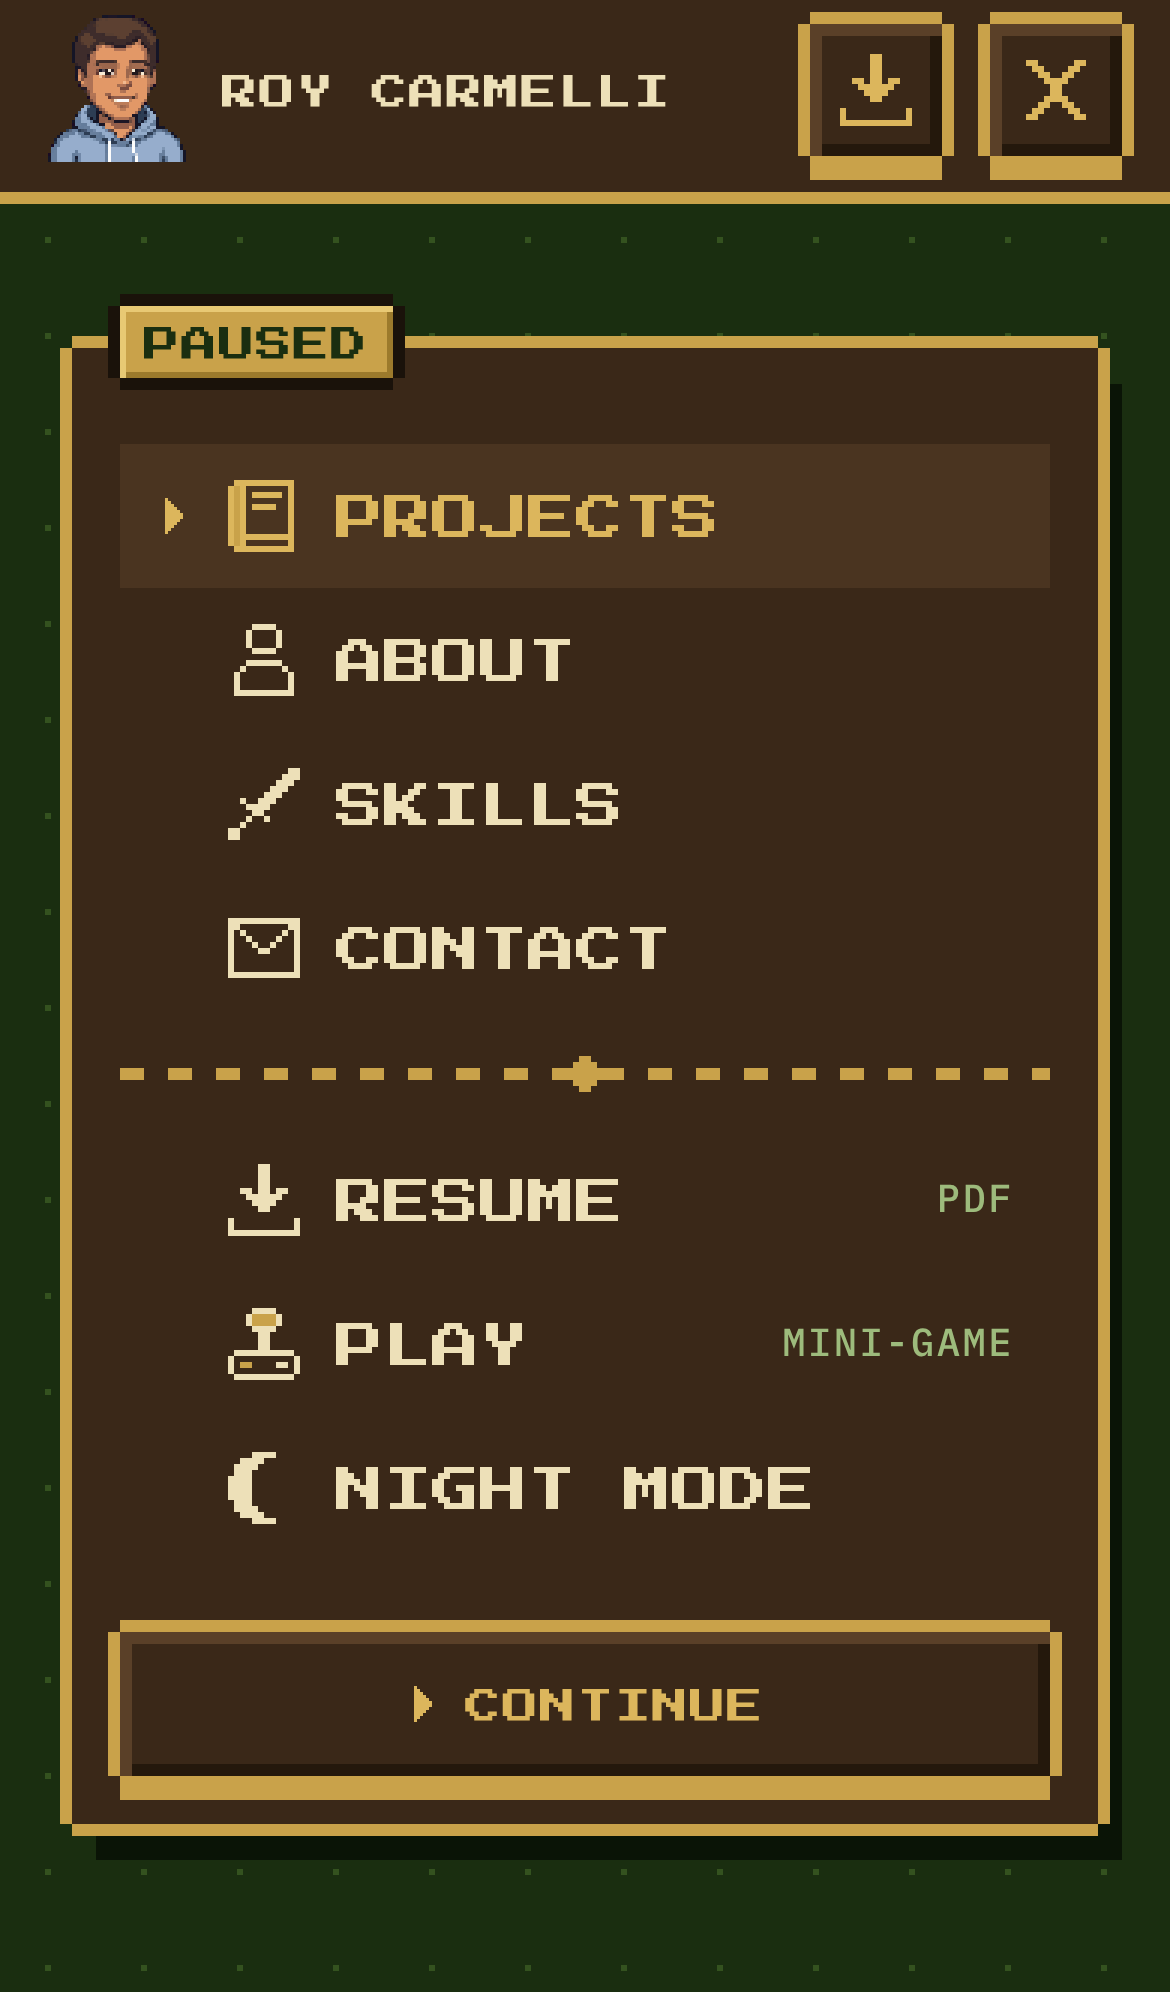 ROY CARMELLI
PAUSED
PROJECTS
ABOUT
SKILLS
CONTACT
RESUME PDF
PLAY MINI-GAME
NIGHT MODE
CONTINUE